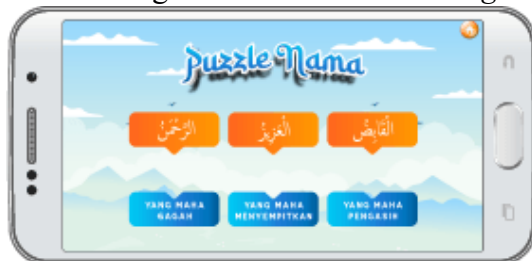 Puzzle Nama
الرَّحْمَنُ
الْعَزِيزُ
الْقَابِضُ
YANG MAHA
GAGAH
YANG MAHA
MENYEMPITKAN
YANG MAHA
PENGASIH